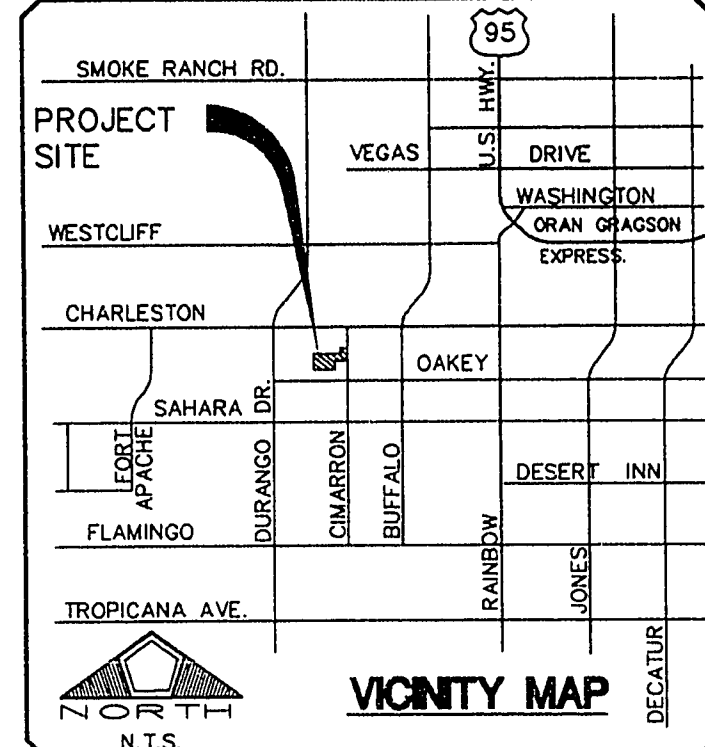 95
SMOKE RANCH RD.
U.S. HWY.
PROJECT
SITE
VEGAS DRIVE
WASHINGTON
ORAN GRAGSON
EXPRESS.
WESTCLIFF
CHARLESTON
OAKEY
SAHARA DR.
FORT
APACHE
DURANGO
CIMARRON
BUFFALO
DESERT INN
FLAMINGO
RAINBOW
JONES
TROPICANA AVE.
DECATUR
NORTH
N.T.S.
VICINITY MAP